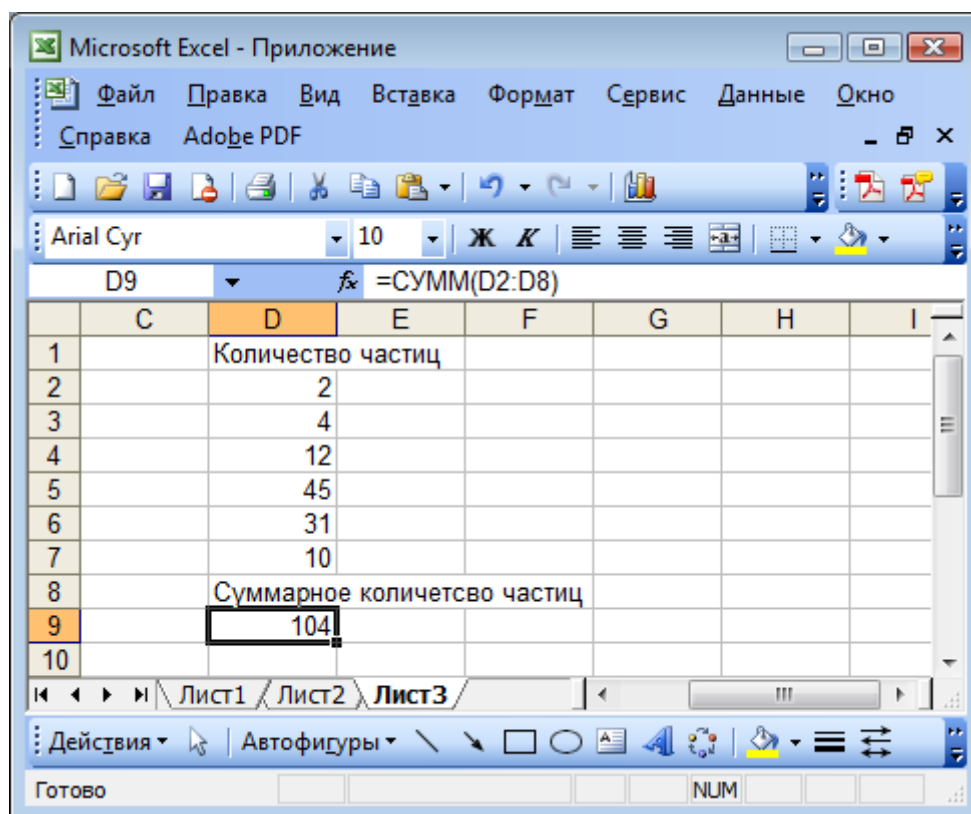 Microsoft Excel - Приложение
Файл Правка Вид Вставка Формат Сервис Данные Окно
Справка Adobe PDF
Arial Cyr 10 Ж К
D9 fx =СУММ(D2:D8)
C D E F G H I
1 Количество частиц
2 2
3 4
4 12
5 45
6 31
7 10
8 Суммарное количетсво частиц
9 104
10
Лист1 Лист2 Лист3
Действия Автофигуры
Готово NUM